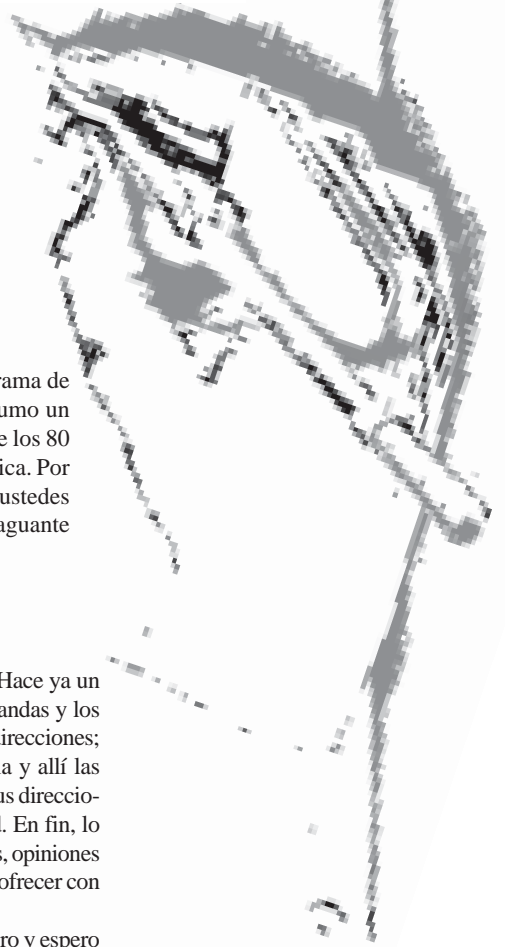 rama de
umo un
e los 80
ica. Por
ustedes
aguante
Hace ya un
andas y los
irecciones;
a y allí las
us direccio-
l. En fin, lo
s, opiniones
ofrecer con
ro y espero